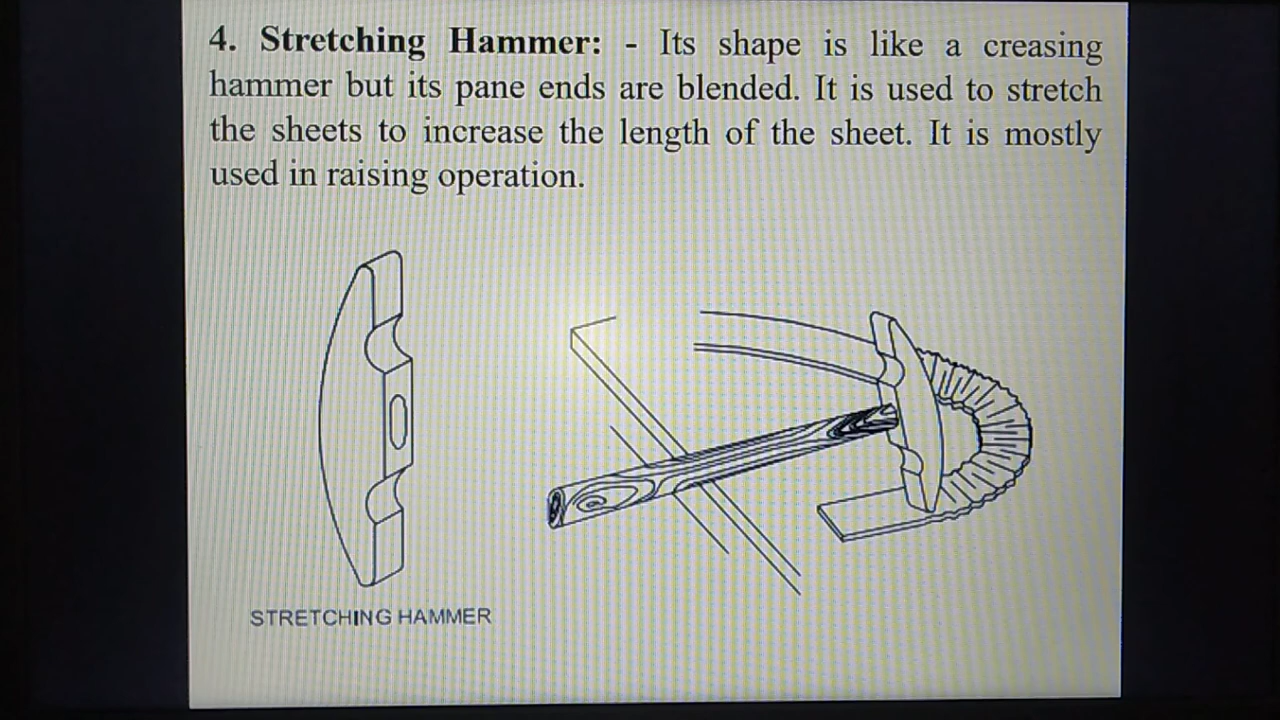 4. Stretching Hammer: - Its shape is like a creasing
hammer but its pane ends are blended. It is used to stretch
the sheets to increase the length of the sheet. It is mostly
used in raising operation.
STRETCHING HAMMER